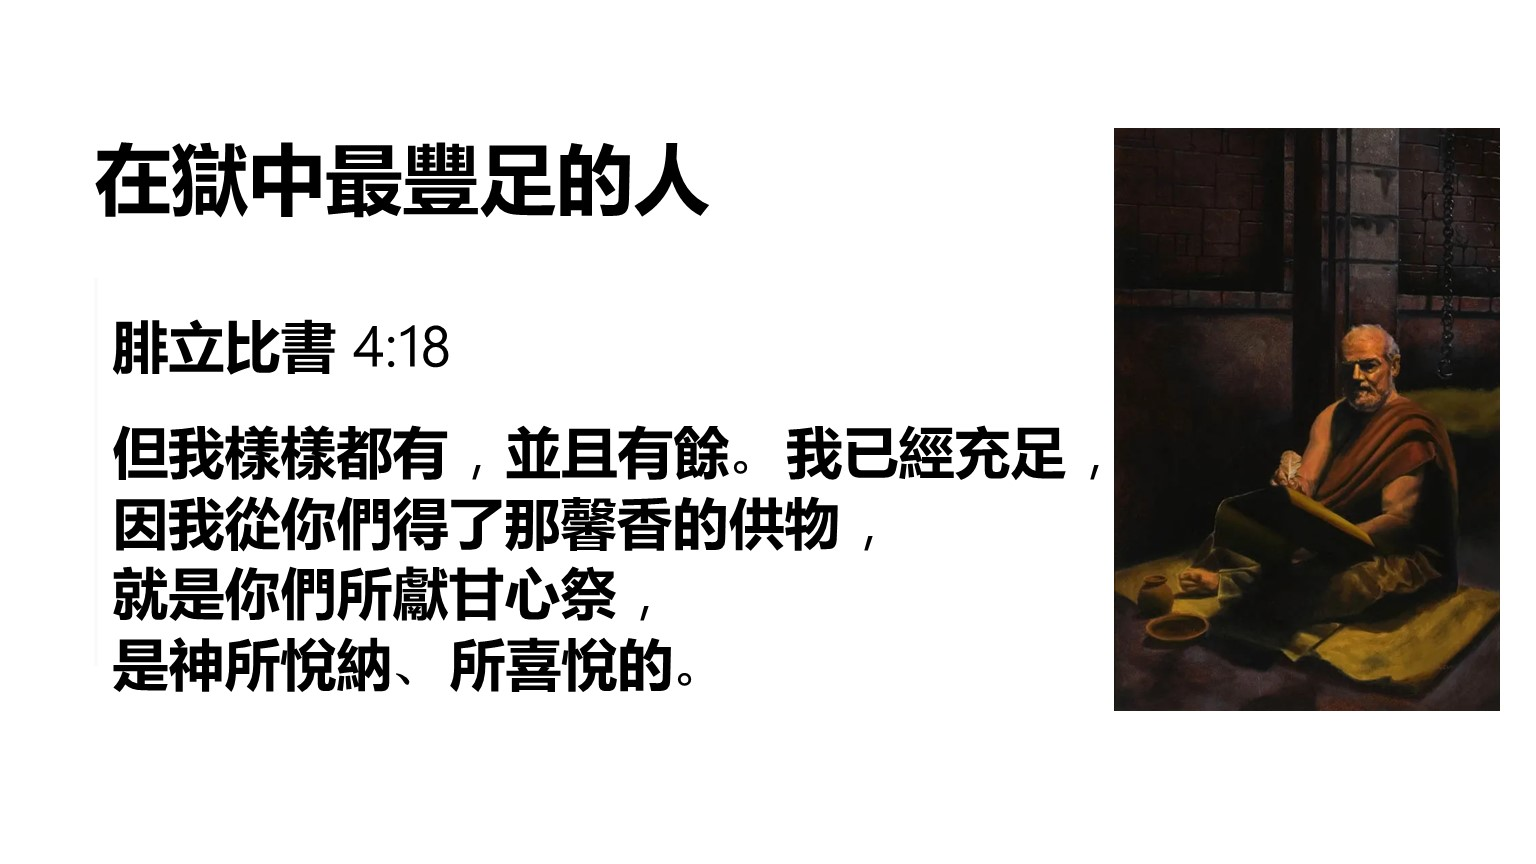 在獄中最豐足的人
腓立比書 4:18
但我樣樣都有，並且有餘。我已經充足，
因我從你們得了那馨香的供物，
就是你們所獻甘心祭，
是神所悅納、所喜悅的。